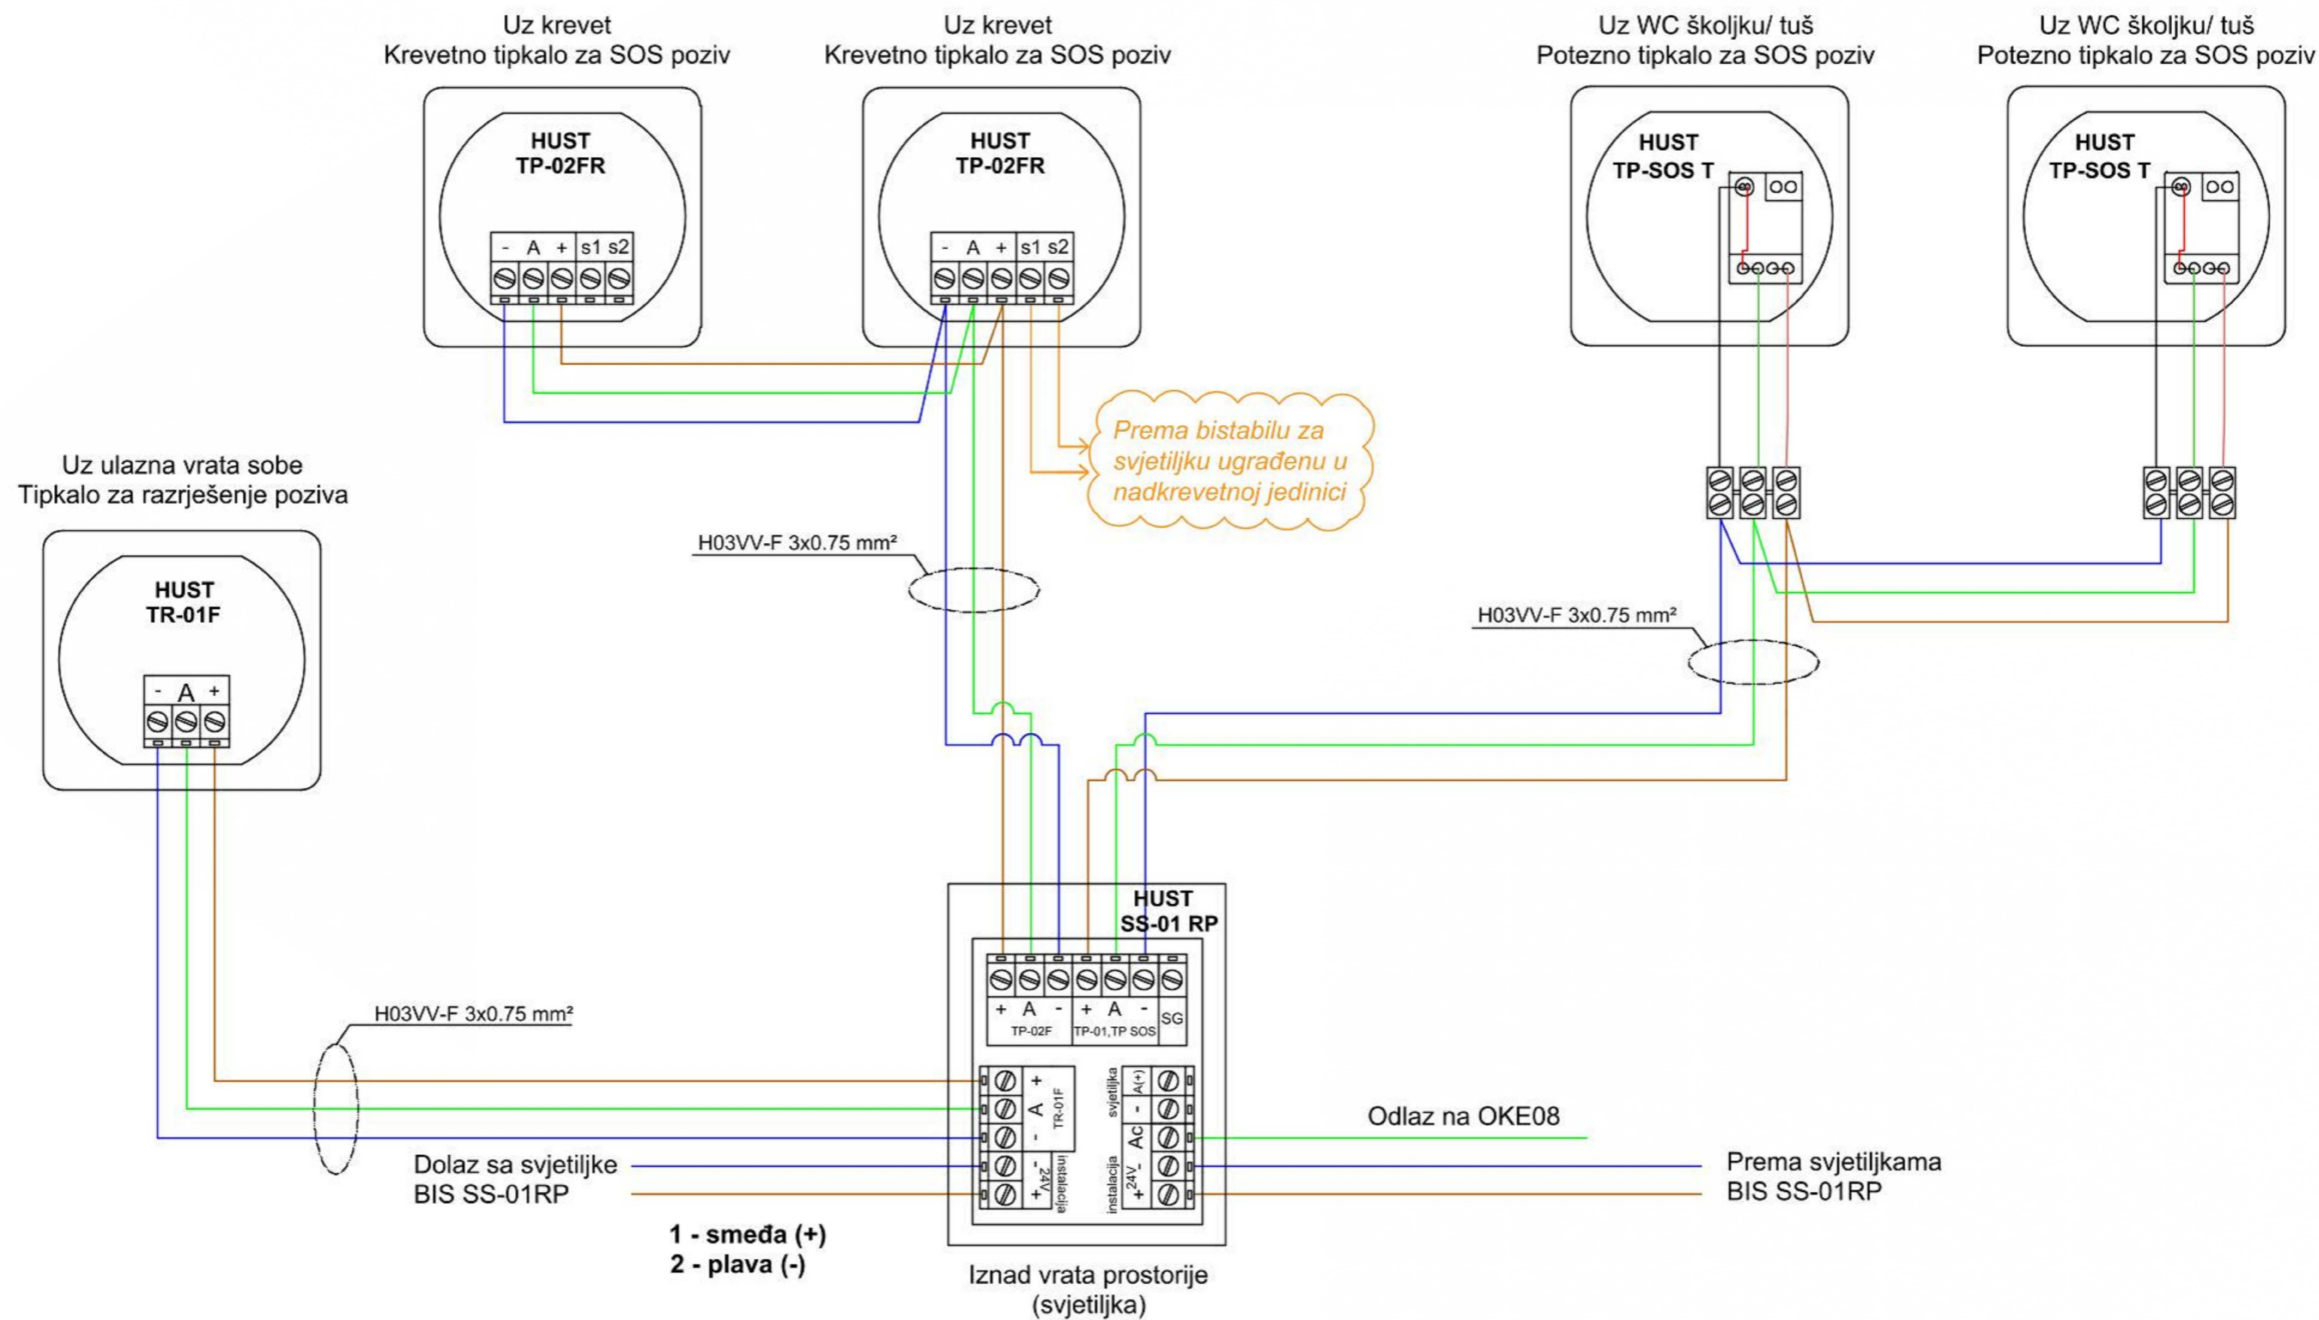 Uz krevet
Krevetno tipkalo za SOS poziv
Uz krevet
Krevetno tipkalo za SOS poziv
Uz WC školjku/ tuš
Potezno tipkalo za SOS poziv
Uz WC školjku/ tuš
Potezno tipkalo za SOS poziv
HUST
TP-02FR
- A + s1 s2
HUST
TP-02FR
- A + s1 s2
HUST
TP-SOS T
HUST
TP-SOS T
Prema bistabilu za
svjetiljku ugrađenu u
nadkrevetnoj jedinici
Uz ulazna vrata sobe
Tipkalo za razrješenje poziva
HUST
TR-01F
- A +
H03VV-F 3x0.75 mm²
H03VV-F 3x0.75 mm²
HUST
SS-01 RP
+ A - + A - SG
TP-02F TP-01,TP SOS
H03VV-F 3x0.75 mm²
+ A -
TR-01F
- 24V +
instalacija
svjetiljka
A(+)
-
Ac
instalacija
24V
-
+
Odlaz na OKE08
Dolaz sa svjetiljke
BIS SS-01RP
Prema svjetiljkama
BIS SS-01RP
1 - smeđa (+)
2 - plava (-)
Iznad vrata prostorije
(svjetiljka)